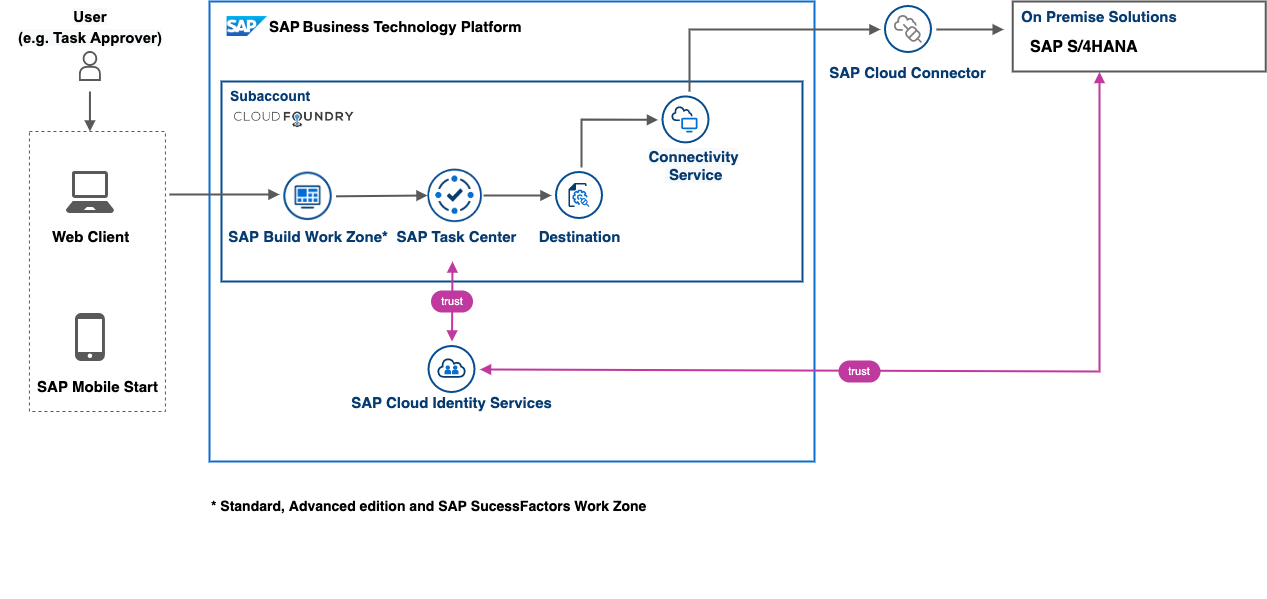 User
(e.g. Task Approver)
Web Client
SAP Mobile Start
SAP SAP Business Technology Platform
Subaccount
CLOUDFOUNDRY
SAP Build Work Zone*
SAP Task Center
Destination
Connectivity
Service
trust
SAP Cloud Identity Services
SAP Cloud Connector
On Premise Solutions
SAP S/4HANA
trust
* Standard, Advanced edition and SAP SucessFactors Work Zone